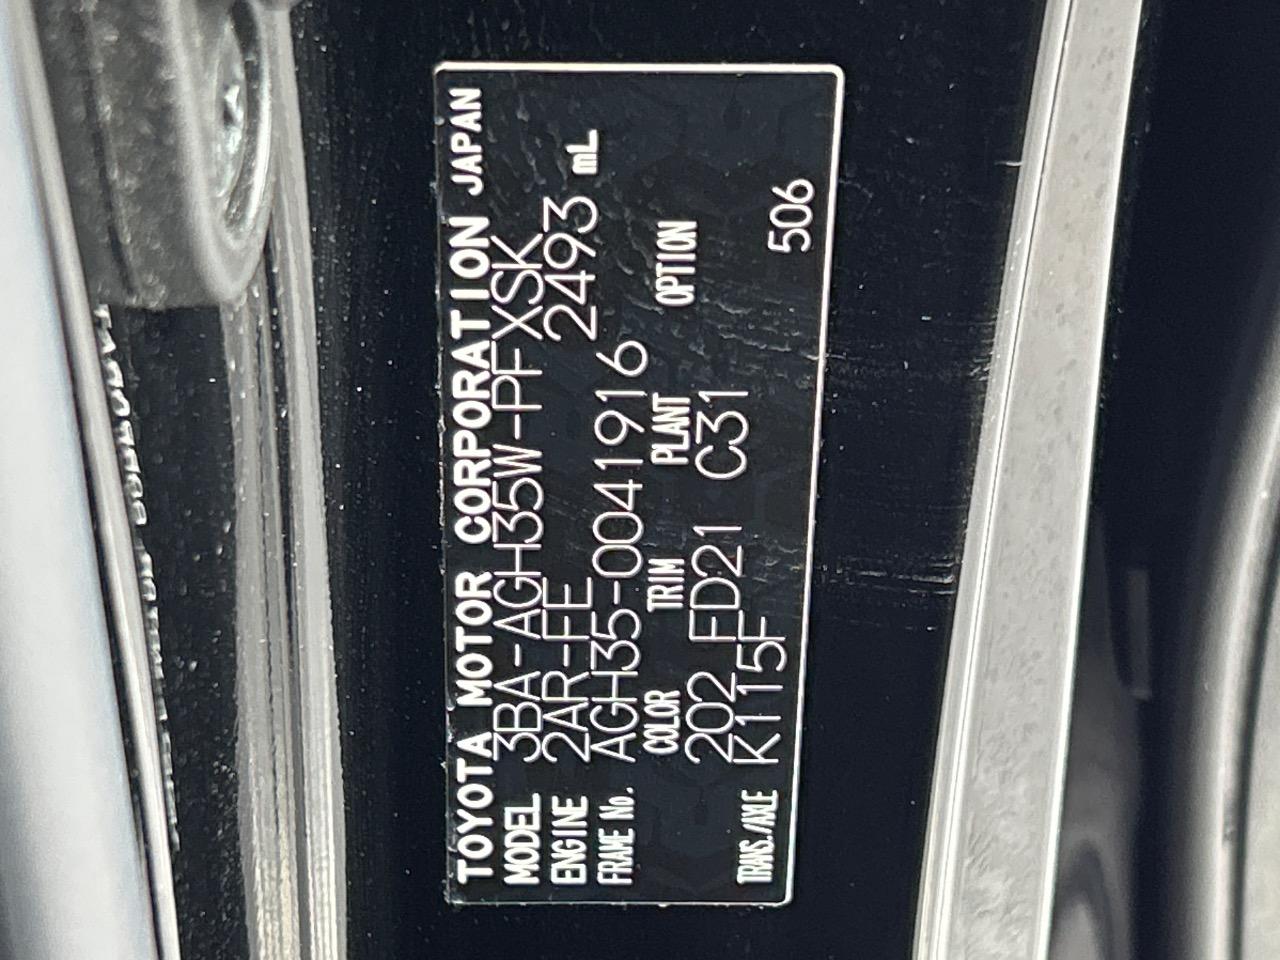 TOYOTA MOTOR CORPORATION JAPAN
MODEL 3BA-AGH35W-PFXSK
ENGINE 2AR-FE 2493 mL
FRAME No. AGH35-0041916
COLOR TRIM PLANT OPTION
202 FD21 C31
TRANS./AXLE K115F 506